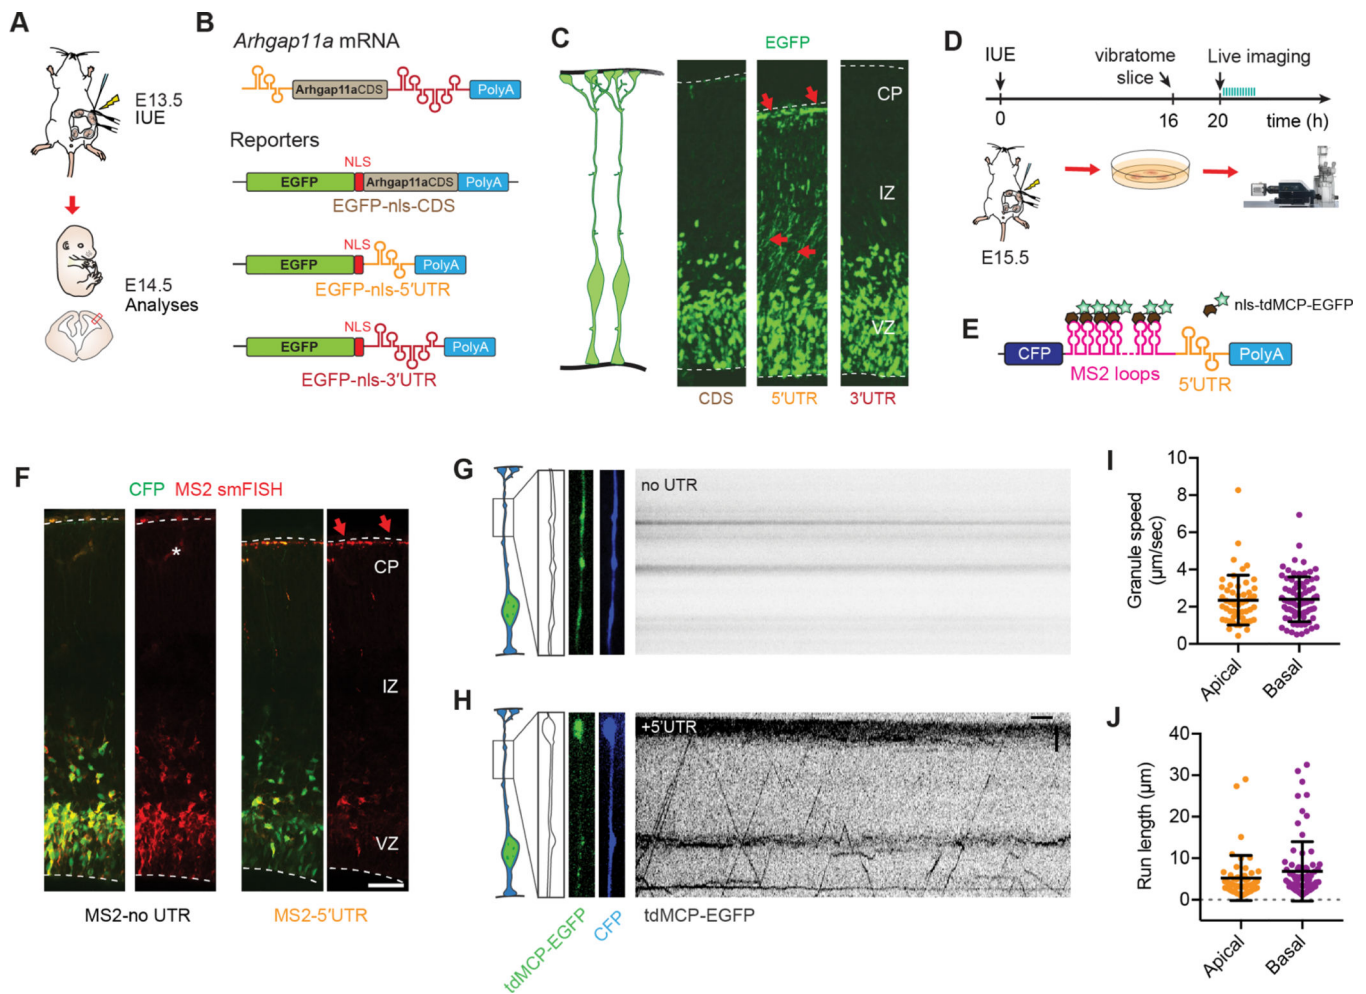 A
E13.5
IUE
E14.5
Analyses
B
Arhgap11a mRNA
Arhgap11aCDS
PolyA
Reporters
NLS
EGFP
Arhgap11aCDS
PolyA
EGFP-nls-CDS
NLS
EGFP
PolyA
EGFP-nls-5′UTR
NLS
EGFP
PolyA
EGFP-nls-3′UTR
C
EGFP
CP
IZ
VZ
CDS
5′UTR
3′UTR
D
IUE
vibratome
slice
Live imaging
0
16
20
time (h)
E15.5
E
nls-tdMCP-EGFP
CFP
MS2 loops
5′UTR
PolyA
F
CFP MS2 smFISH
*
CP
IZ
VZ
MS2-no UTR
MS2-5′UTR
G
no UTR
H
+5′UTR
tdMCP-EGFP
CFP
tdMCP-EGFP
I
Granule speed
(μm/sec)
10
8
6
4
2
0
Apical
Basal
J
Run length (μm)
40
30
20
10
0
Apical
Basal